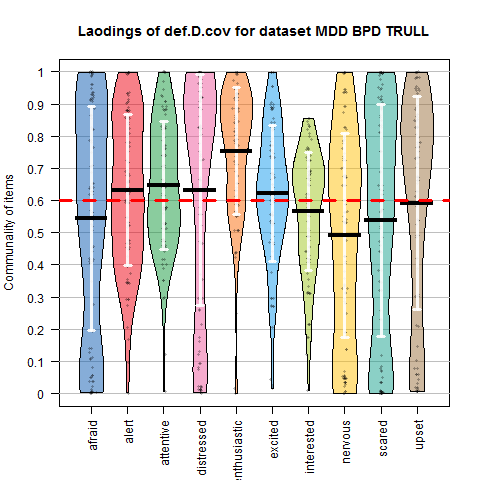 Laodings of def.D.cov for dataset MDD BPD TRULL
Communality of items
1
0.9
0.8
0.7
0.6
0.5
0.4
0.3
0.2
0.1
0
afraid
alert
attentive
distressed
enthusiastic
excited
interested
nervous
scared
upset